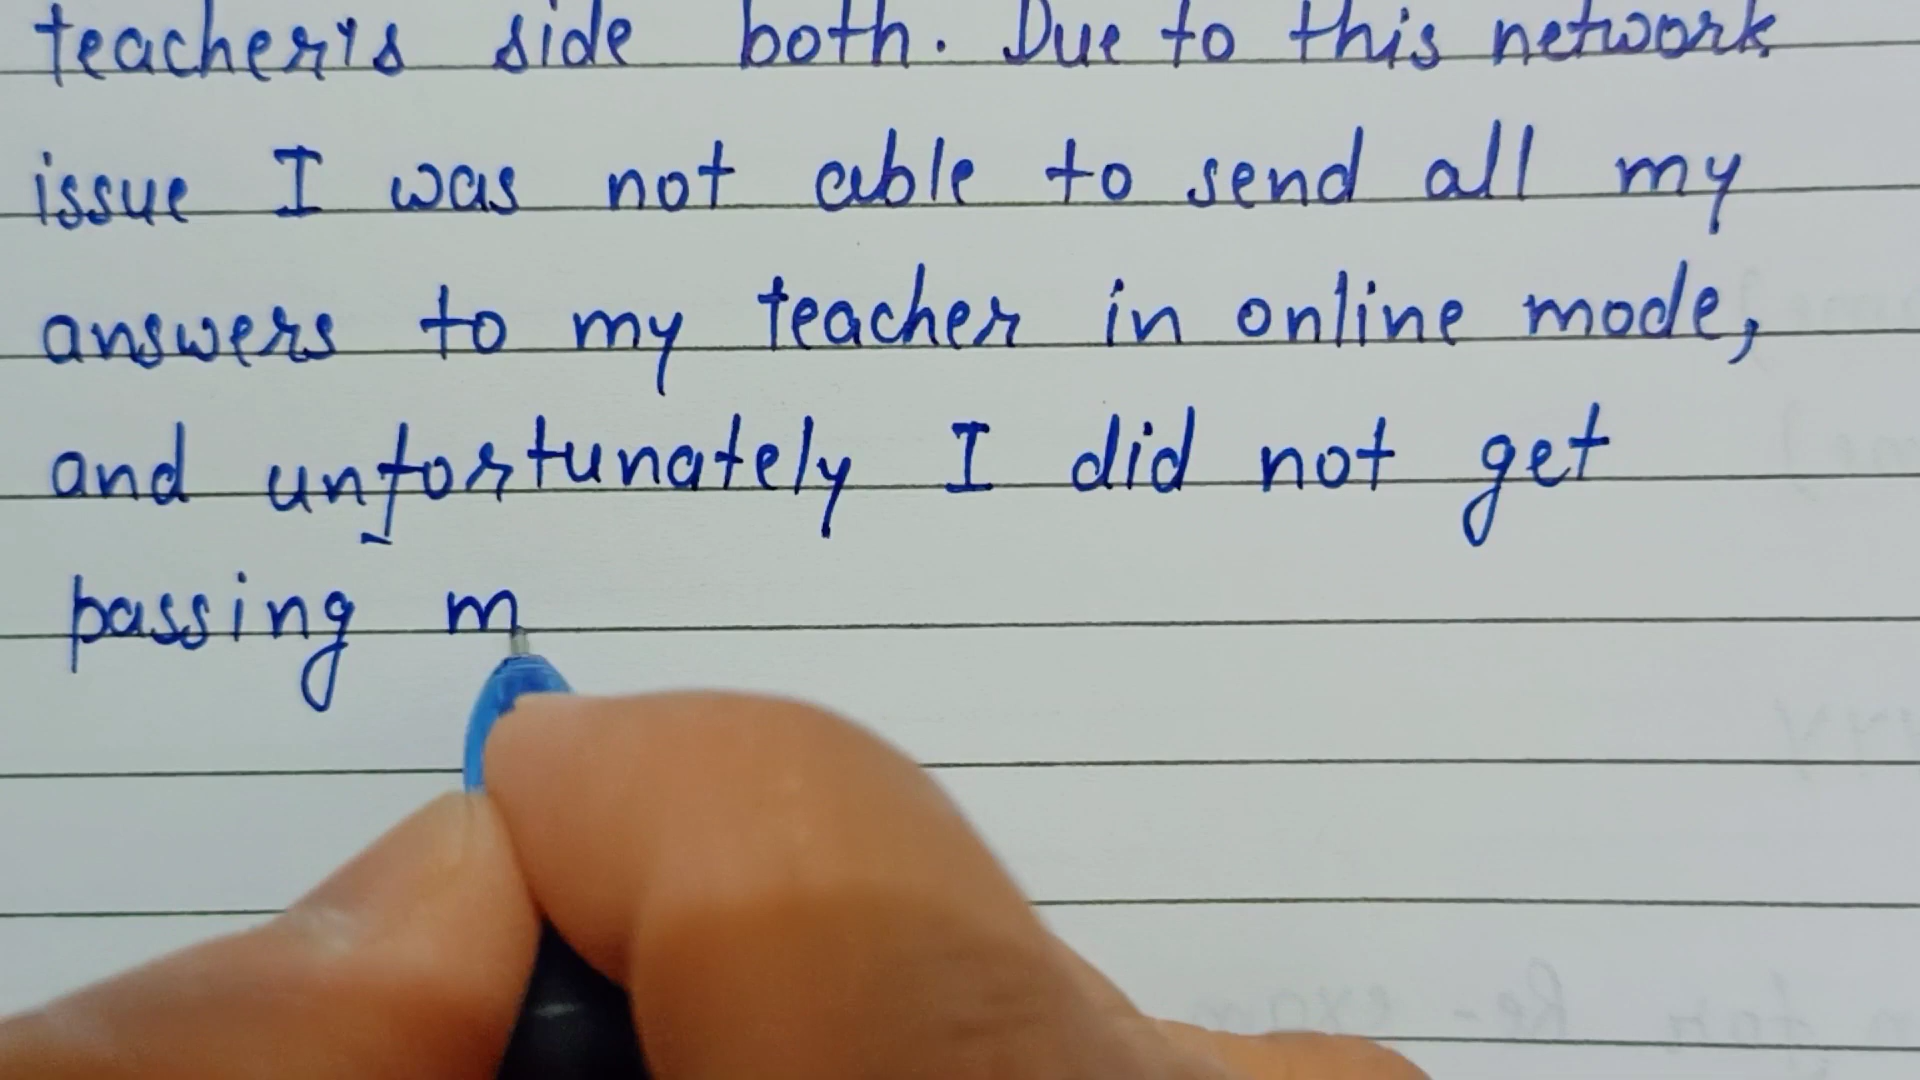 teacher's side both. Due to this network
issue I was not able to send all my
answers to my teacher in online mode,
and unfortunately I did not get
passing m